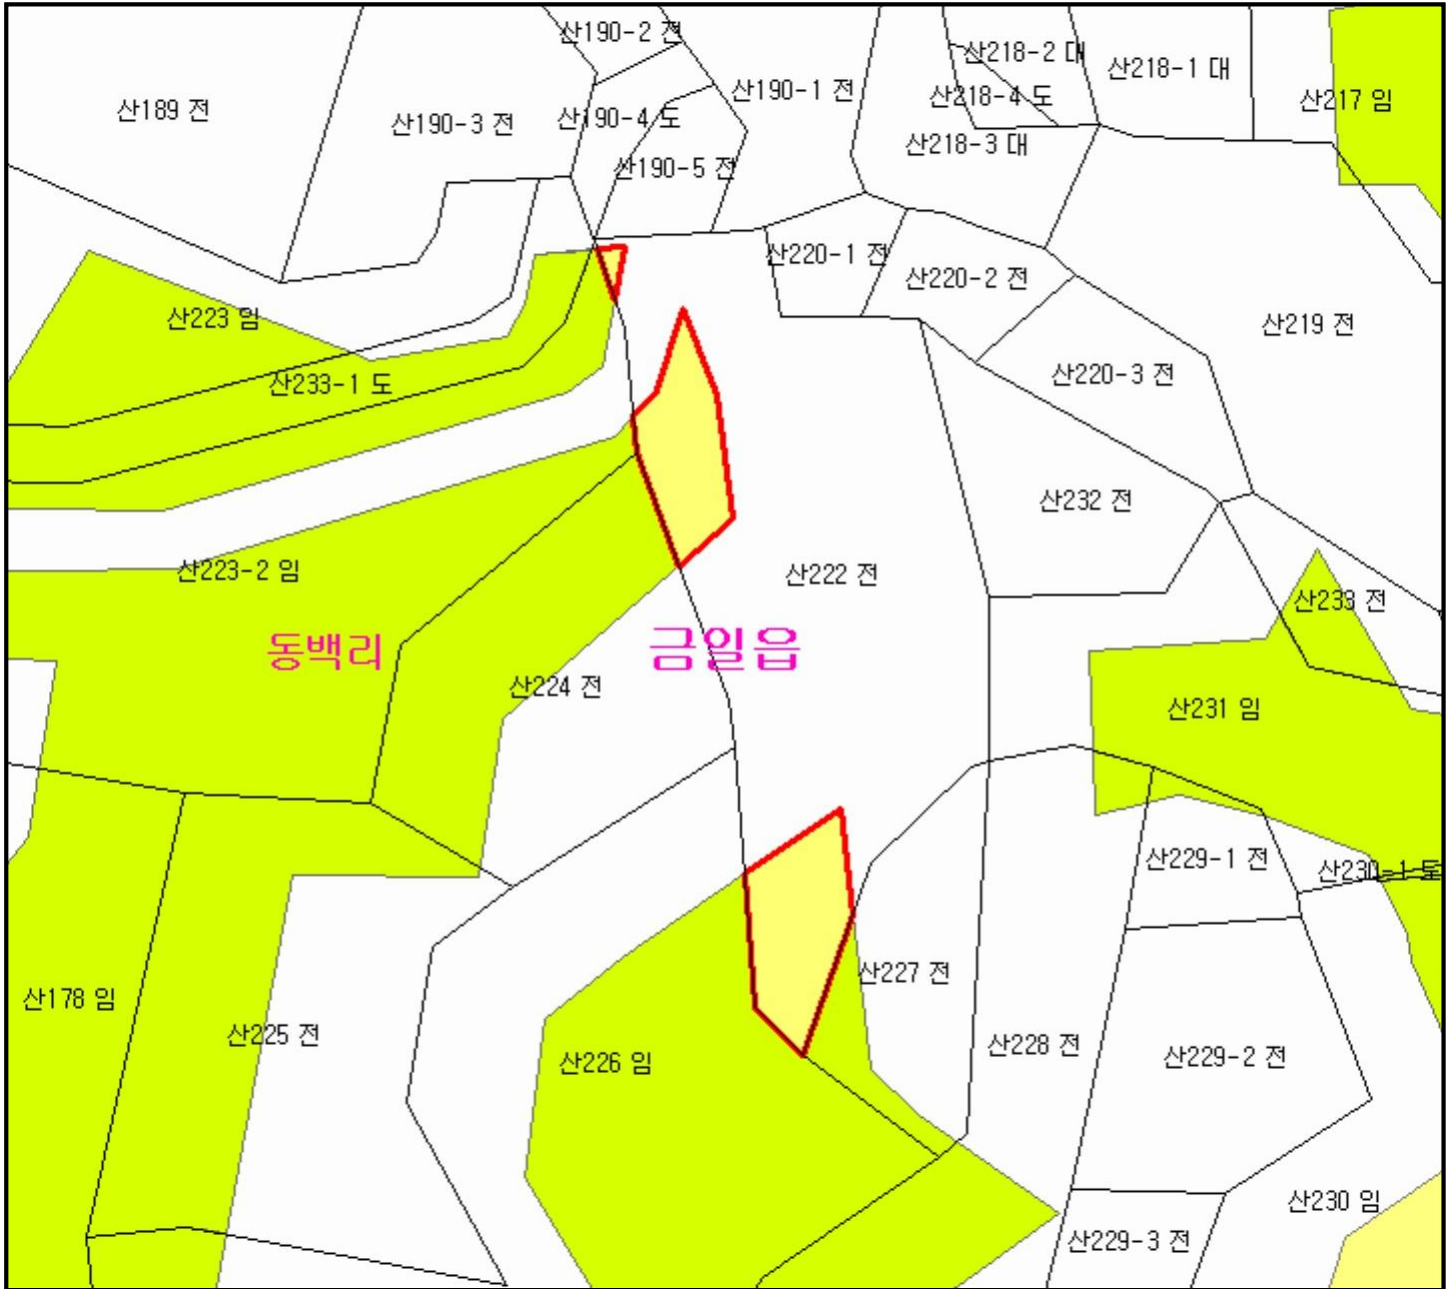 산190-2 전
산218-2 대
산218-1 대
산189 전
산190-3 전
산190-4 도
산190-1 전
산218-4 도
산217 임
산190-5 전
산218-3 대
산220-1 전
산220-2 전
산223 임
산219 전
산233-1 도
산220-3 전
산232 전
산223-2 임
산222 전
산233 전
동백리
금일읍
산224 전
산231 임
산229-1 전
산230-1 도
산178 임
산225 전
산227 전
산226 임
산228 전
산229-2 전
산230 임
산229-3 전